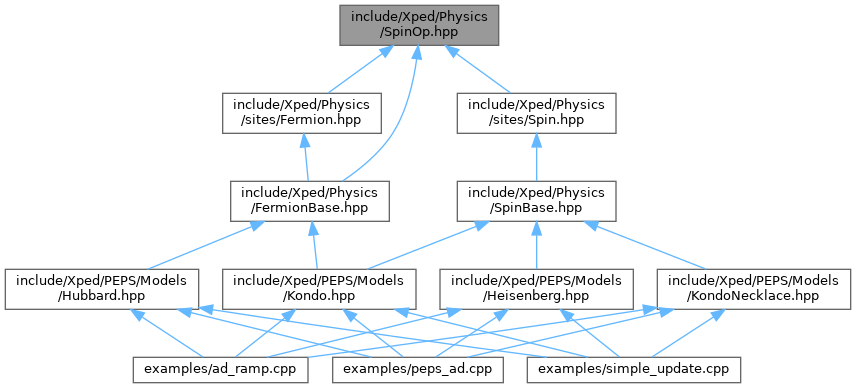 include/Xped/Physics
/SpinOp.hpp
include/Xped/Physics
/sites/Fermion.hpp
include/Xped/Physics
/sites/Spin.hpp
include/Xped/Physics
/FermionBase.hpp
include/Xped/Physics
/SpinBase.hpp
include/Xped/PEPS/Models
/Hubbard.hpp
include/Xped/PEPS/Models
/Kondo.hpp
include/Xped/PEPS/Models
/Heisenberg.hpp
include/Xped/PEPS/Models
/KondoNecklace.hpp
examples/ad_ramp.cpp
examples/peps_ad.cpp
examples/simple_update.cpp